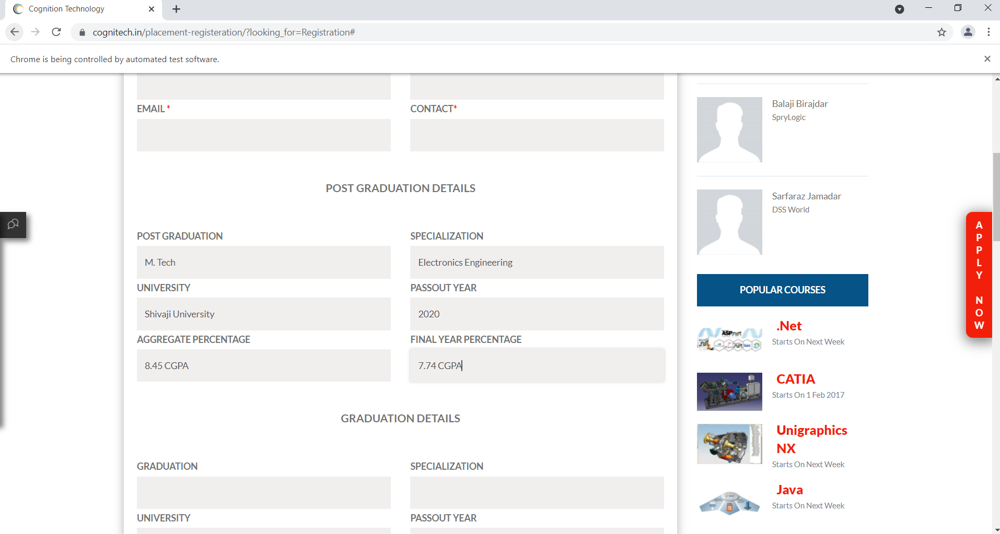 Cognition Technology
cognitech.in/placement-registeration/?looking_for=Registration#
Chrome is being controlled by automated test software.
EMAIL *
CONTACT*
POST GRADUATION DETAILS
POST GRADUATION
SPECIALIZATION
M. Tech
Electronics Engineering
UNIVERSITY
PASSOUT YEAR
Shivaji University
2020
AGGREGATE PERCENTAGE
FINAL YEAR PERCENTAGE
8.45 CGPA
7.74 CGPA
GRADUATION DETAILS
GRADUATION
SPECIALIZATION
UNIVERSITY
PASSOUT YEAR
Balaji Birajdar
SpryLogic
Sarfaraz Jamadar
DSS World
POPULAR COURSES
ASP.net
.net
.Net
Starts On Next Week
CATIA
Starts On 1 Feb 2017
Unigraphics
NX
Starts On Next Week
Java
Starts On Next Week
APPLY NOW